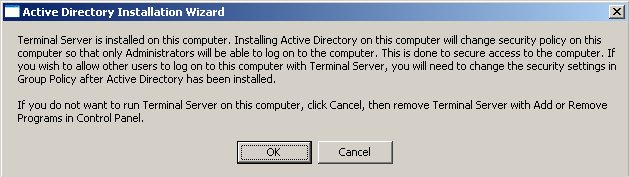 Active Directory Installation Wizard
Terminal Server is installed on this computer. Installing Active Directory on this computer will change security policy on this
computer so that only Administrators will be able to log on to the computer. This is done to secure access to the computer. If
you wish to allow other users to log on to this computer with Terminal Server, you will need to change the security settings in
Group Policy after Active Directory has been installed.
If you do not want to run Terminal Server on this computer, click Cancel, then remove Terminal Server with Add or Remove
Programs in Control Panel.
OK Cancel